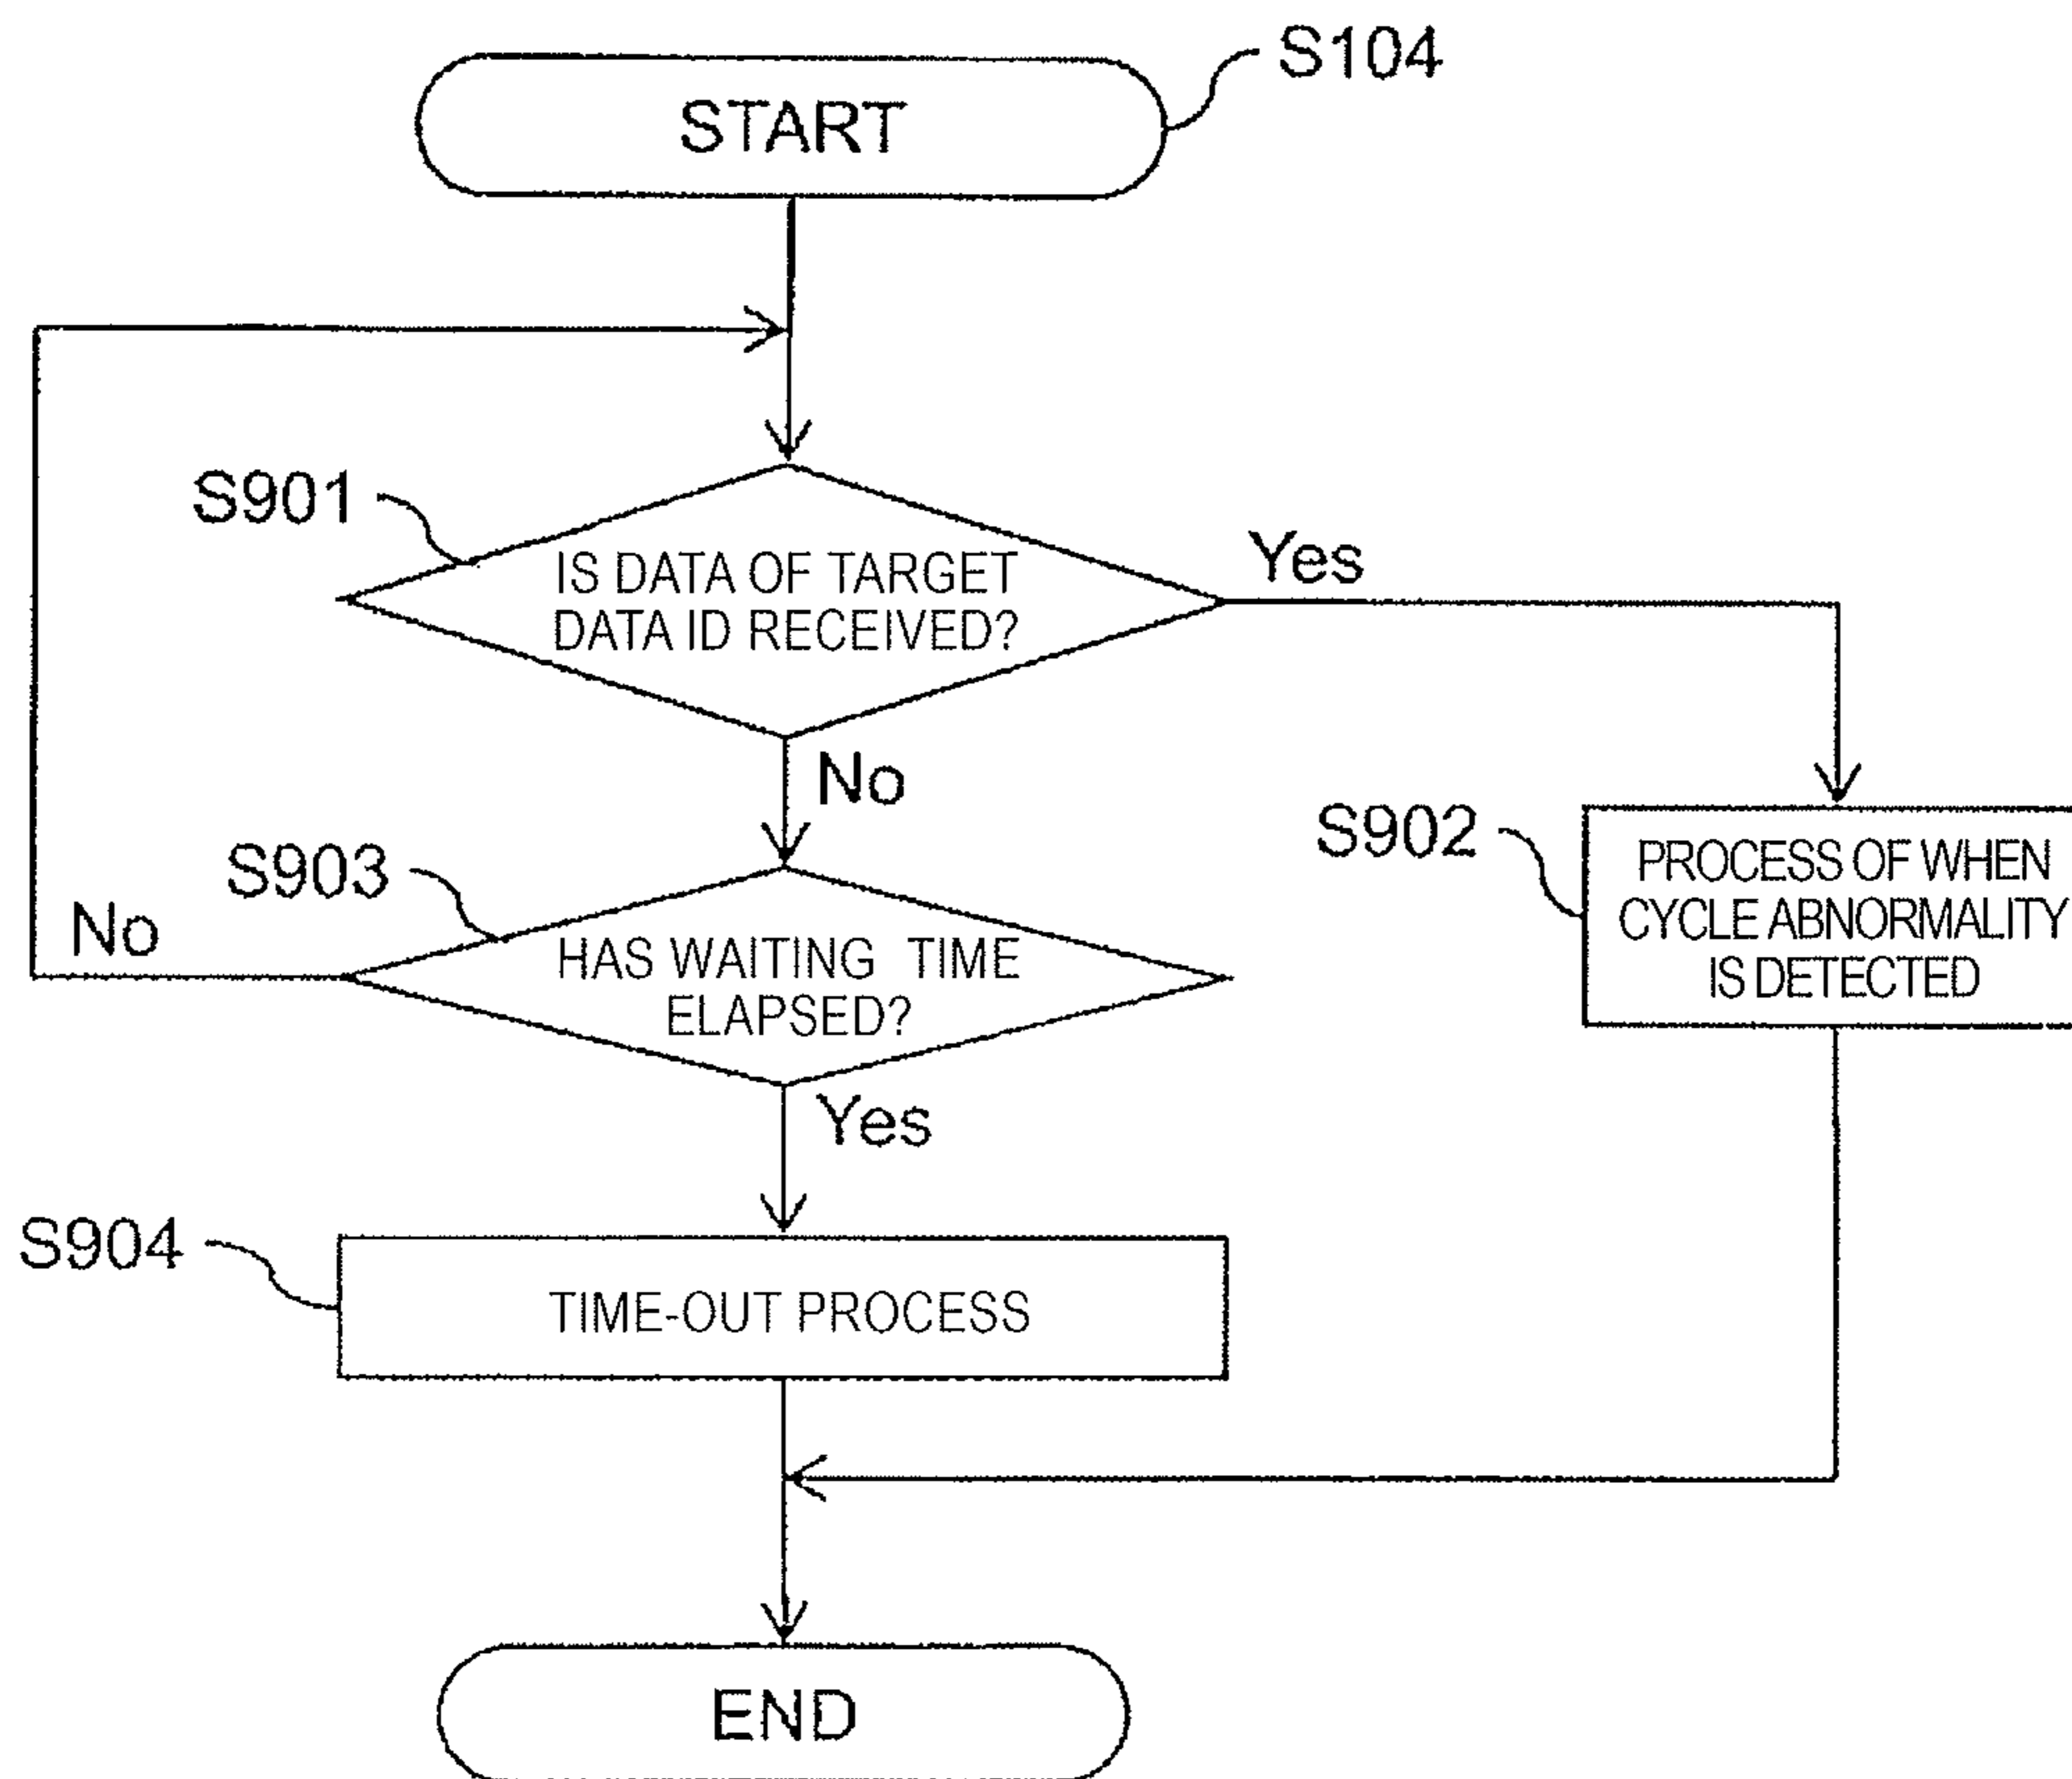 S104
START
S901
IS DATA OF TARGET
DATA ID RECEIVED?
Yes
No
S902
PROCESS OF WHEN
CYCLE ABNORMALITY
IS DETECTED
S903
No
HAS WAITING TIME
ELAPSED?
Yes
S904
TIME-OUT PROCESS
END